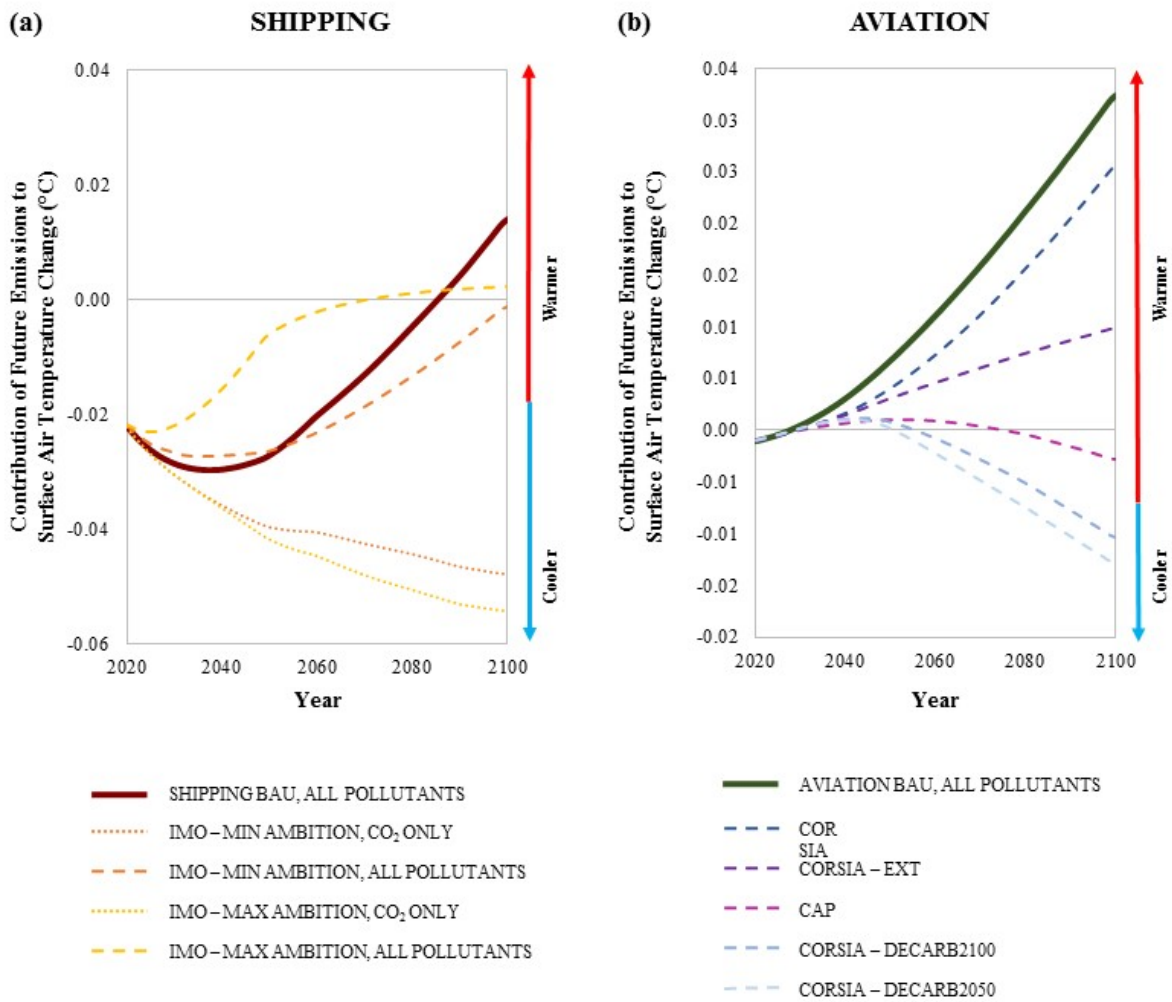 (a)
SHIPPING
Contribution of Future Emissions to
Surface Air Temperature Change (°C)
0.04
0.02
0.00
-0.02
-0.04
-0.06
2020 2040 2060 2080 2100
Year
Warmer
Cooler
SHIPPING BAU, ALL POLLUTANTS
IMO – MIN AMBITION, CO₂ ONLY
IMO – MIN AMBITION, ALL POLLUTANTS
IMO – MAX AMBITION, CO₂ ONLY
IMO – MAX AMBITION, ALL POLLUTANTS
(b)
AVIATION
Contribution of Future Emissions to
Surface Air Temperature Change (°C)
0.04
0.03
0.03
0.02
0.02
0.01
0.01
0.00
-0.01
-0.01
-0.02
-0.02
2020 2040 2060 2080 2100
Year
Warmer
Cooler
AVIATION BAU, ALL POLLUTANTS
COR
SIA
CORSIA – EXT
CAP
CORSIA – DECARB2100
CORSIA – DECARB2050